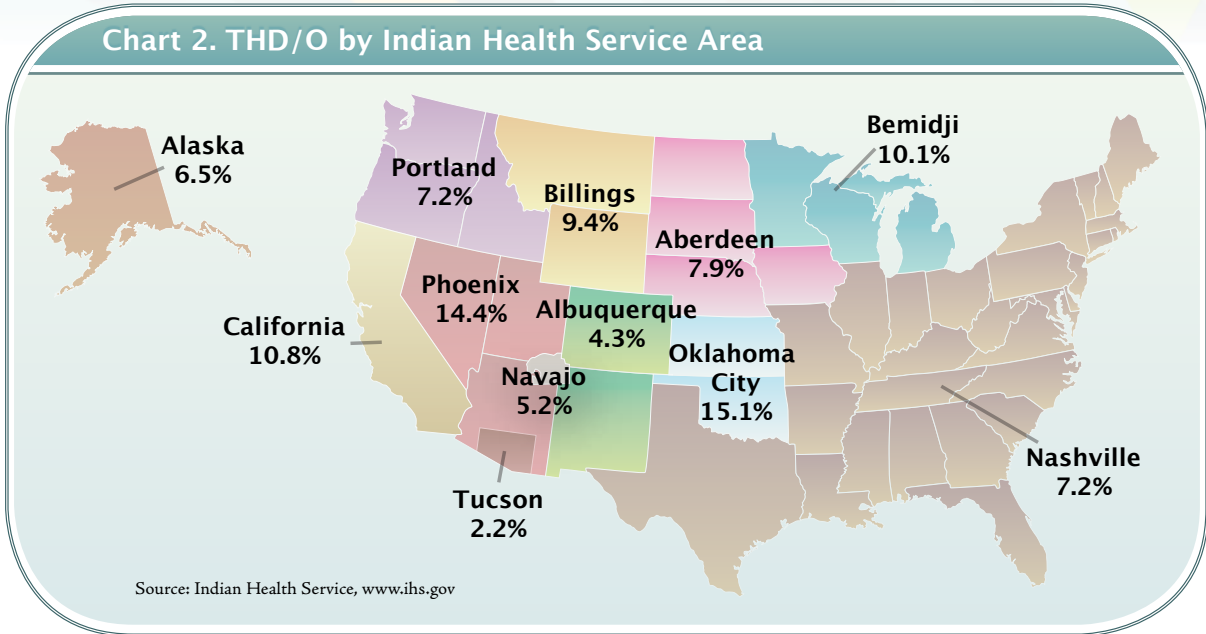 Chart 2. THD/O by Indian Health Service Area
Alaska
6.5%
Portland
7.2%
Billings
9.4%
Bemidji
10.1%
Aberdeen
7.9%
Phoenix
14.4%
Albuquerque
4.3%
California
10.8%
Oklahoma
City
15.1%
Navajo
5.2%
Nashville
7.2%
Tucson
2.2%
Source: Indian Health Service, www.ihs.gov